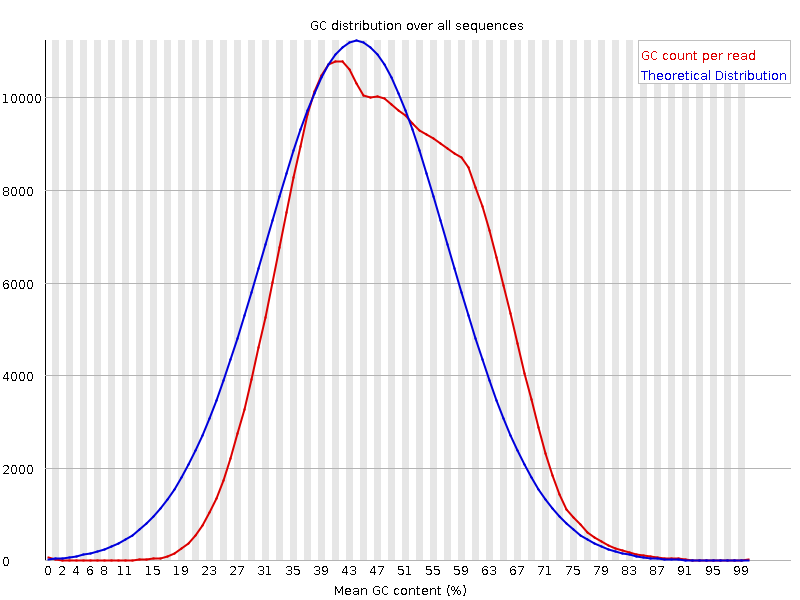 GC distribution over all sequences
GC count per read
Theoretical Distribution
10000
8000
6000
4000
2000
0
0 2 4 6 8 11 15 19 23 27 31 35 39 43 47 51 55 59 63 67 71 75 79 83 87 91 95 99
Mean GC content (%)